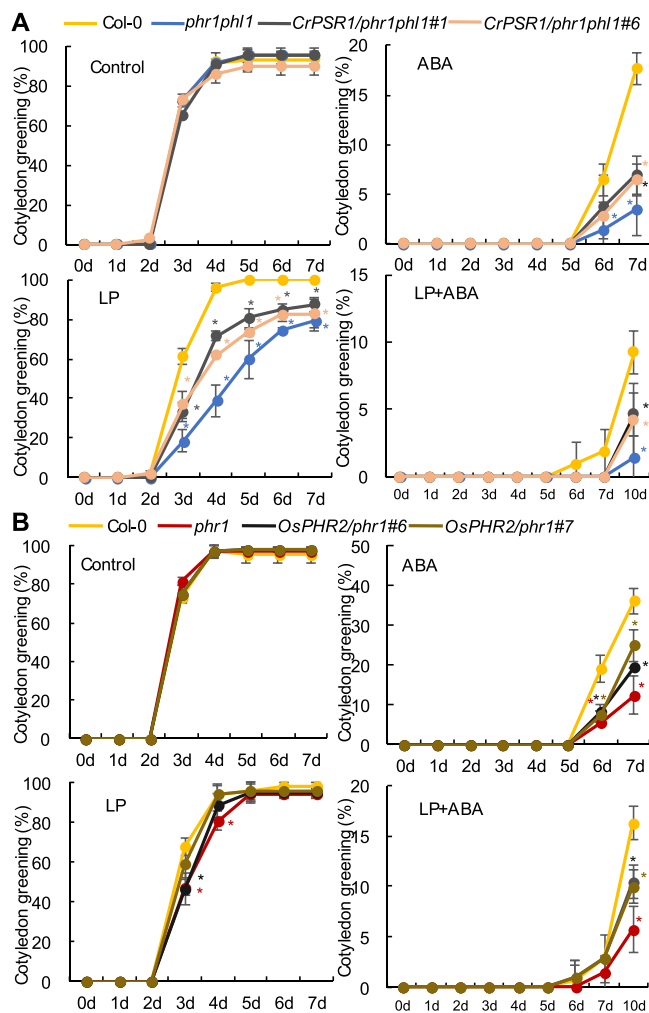 A
Col-0 phr1phl1 CrPSR1/phr1phl1#1 CrPSR1/phr1phl1#6
Control
Cotyledon greening (%)
100
80
60
40
20
0
0d 1d 2d 3d 4d 5d 6d 7d
ABA
Cotyledon greening (%)
20
15
10
5
0
0d 1d 2d 3d 4d 5d 6d 7d
* * * *
LP
Cotyledon greening (%)
100
80
60
40
20
0
0d 1d 2d 3d 4d 5d 6d 7d
* * * * * * * * * * * * * * *
LP+ABA
Cotyledon greening (%)
15
10
5
0
0d 1d 2d 3d 4d 5d 6d 7d 10d
* * *
B
Col-0 phr1 OsPHR2/phr1#6 OsPHR2/phr1#7
Control
Cotyledon greening (%)
100
80
60
40
20
0
0d 1d 2d 3d 4d 5d 6d 7d
ABA
Cotyledon greening (%)
50
40
30
20
10
0
0d 1d 2d 3d 4d 5d 6d 7d
* * * * * *
LP
Cotyledon greening (%)
100
80
60
40
20
0
0d 1d 2d 3d 4d 5d 6d 7d
* * *
LP+ABA
Cotyledon greening (%)
20
15
10
5
0
0d 1d 2d 3d 4d 5d 6d 7d 10d
* * *